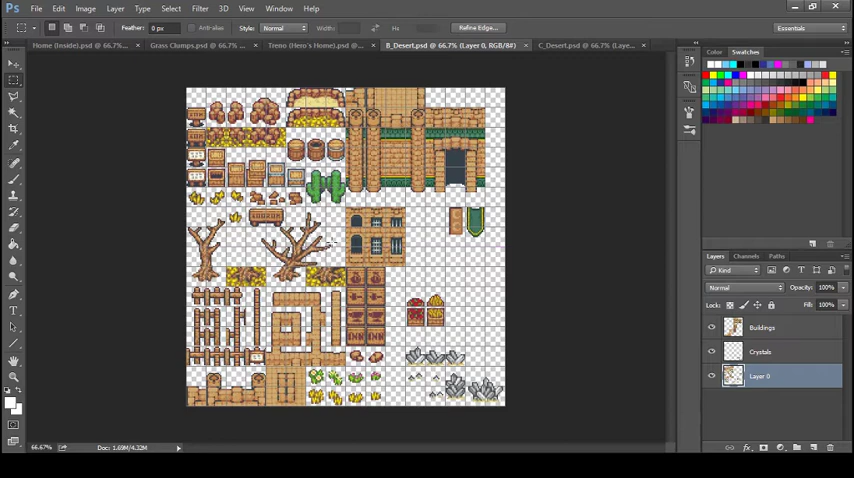 Ps File Edit Image Layer Type Select Filter 3D View Window Help
Feather: 0 px Anti-alias Style: Normal Width: Refine Edge... Essentials
Home (Inside).psd @ 66.7%... × Grass Clumps.psd @ 66.7%... × Treno (Hero's Home).psd @ 6... × B_Desert.psd @ 66.7% (Layer 0, RGB/8#) × C_Desert.psd @ 66.7% (Laye... ×
Color Swatches
INN INN
Layers Channels Paths
Kind
Normal Opacity: 100%
Lock: Fill: 100%
Buildings
Crystals
Layer 0
66.67% Doc: 1.69M/4.32M